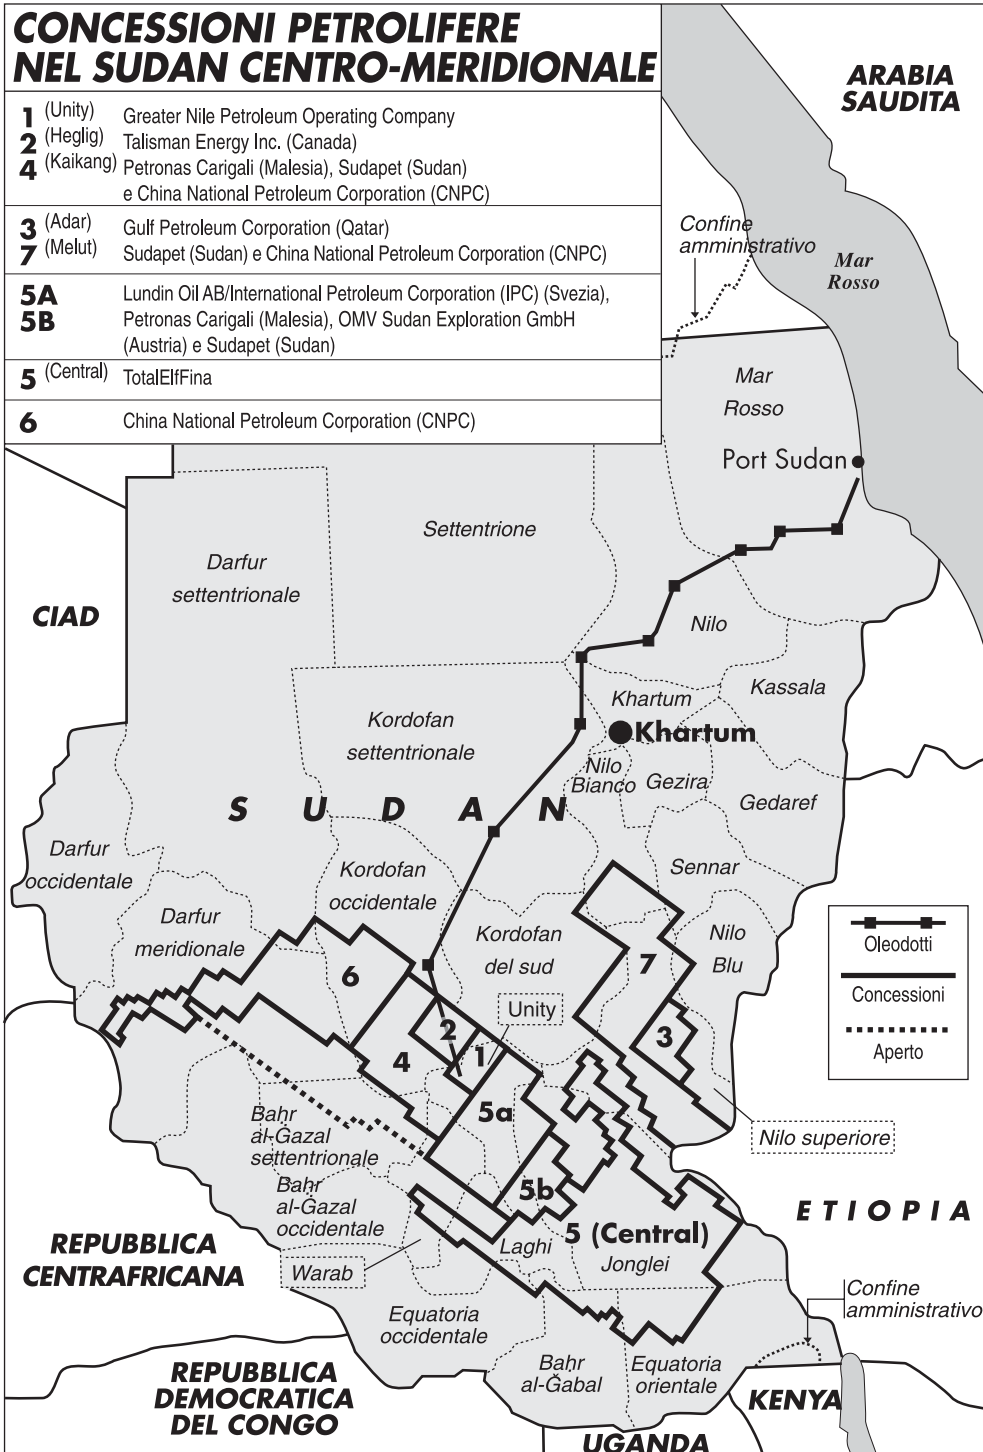 CONCESSIONI PETROLIFERE
NEL SUDAN CENTRO-MERIDIONALE
1 (Unity) Greater Nile Petroleum Operating Company
2 (Heglig) Talisman Energy Inc. (Canada)
4 (Kaikang) Petronas Carigali (Malesia), Sudapet (Sudan)
e China National Petroleum Corporation (CNPC)
3 (Adar) Gulf Petroleum Corporation (Qatar)
7 (Melut) Sudapet (Sudan) e China National Petroleum Corporation (CNPC)
5A Lundin Oil AB/International Petroleum Corporation (IPC) (Svezia),
5B Petronas Carigali (Malesia), OMV Sudan Exploration GmbH
(Austria) e Sudapet (Sudan)
5 (Central) TotalElfFina
6 China National Petroleum Corporation (CNPC)
ARABIA
SAUDITA
Confine
amministrativo
Mar
Rosso
Mar
Rosso
Port Sudan
Settentrione
Darfur
settentrionale
CIAD
Nilo
Kassala
Khartum
Khartum
Kordofan
settentrionale
Nilo
Bianco
Gezira
Gedaref
SUDAN
Darfur
occidentale
Kordofan
occidentale
Sennar
Darfur
meridionale
Kordofan
del sud
Nilo
Blu
6
7
Unity
2
1
3
4
5a
Oleodotti
Concessioni
Aperto
Nilo superiore
Bahr
al-Ġazal
settentrionale
Bahr
al-Ġazal
occidentale
5b
5 (Central)
ETIOPIA
REPUBBLICA
CENTRAFRICANA
Warab
Laghi
Jonglei
Confine
amministrativo
Equatoria
occidentale
Bahr
al-Ğabal
Equatoria
orientale
REPUBBLICA
DEMOCRATICA
DEL CONGO
KENYA
UGANDA